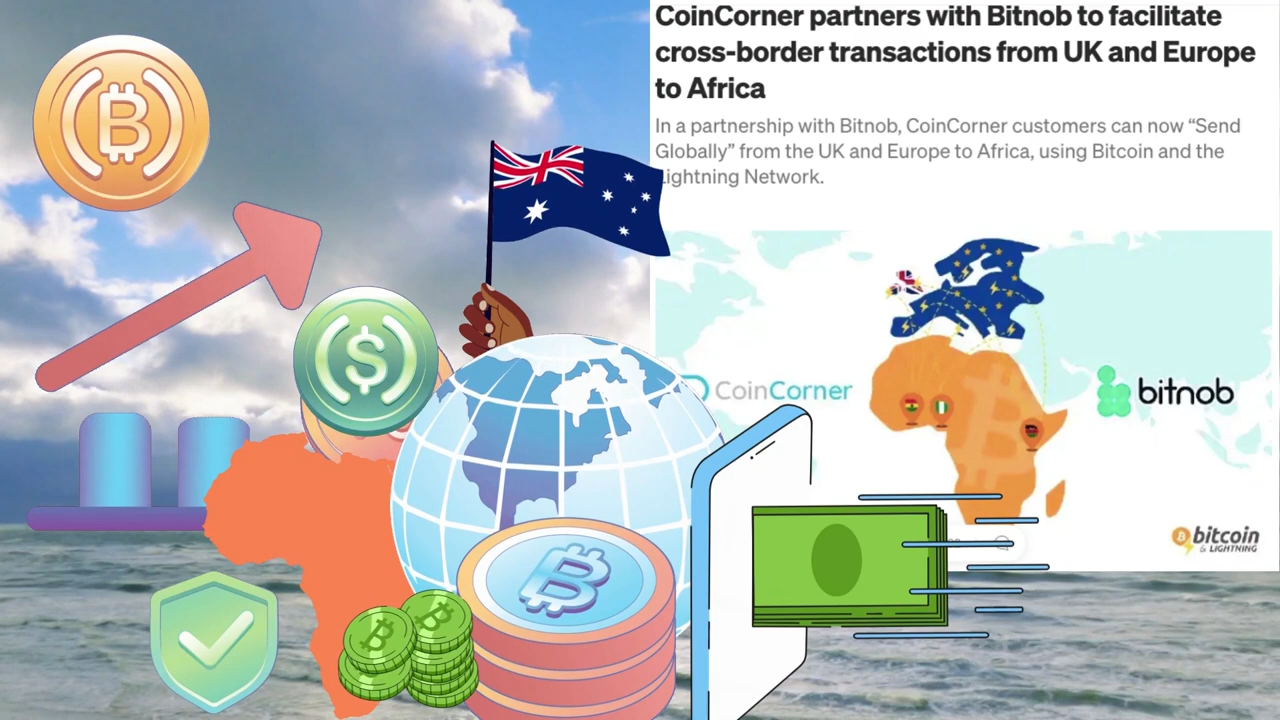 CoinCorner partners with Bitnob to facilitate
cross-border transactions from UK and Europe
to Africa
In a partnership with Bitnob, CoinCorner customers can now “Send
Globally” from the UK and Europe to Africa, using Bitcoin and the
Lightning Network.
CoinCorner
bitnob
bitcoin
& LIGHTNING